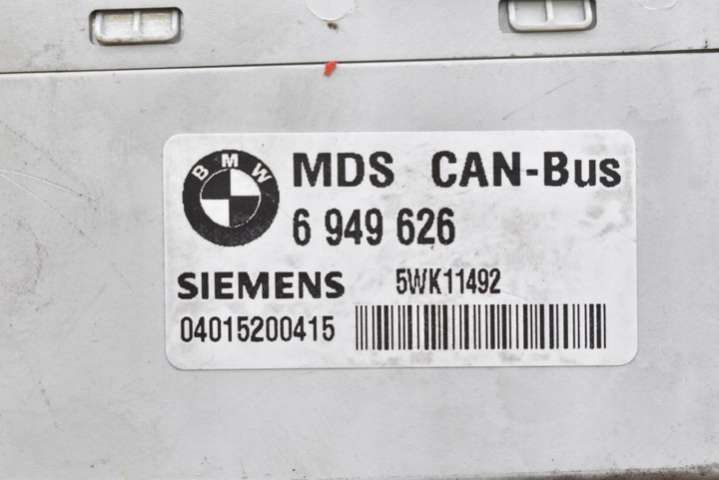 BMW
MDS CAN-Bus
6 949 626
SIEMENS 5WK11492
04015200415